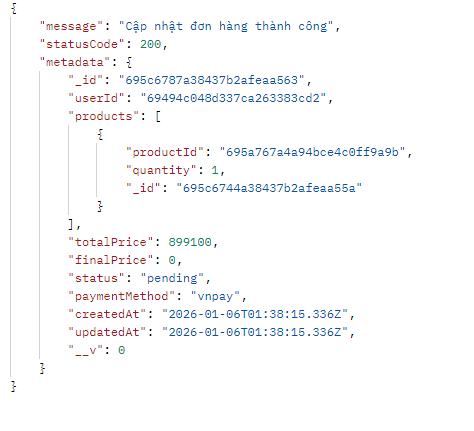 {
"message": "Cập nhật đơn hàng thành công",
"statusCode": 200,
"metadata": {
"_id": "695c6787a38437b2afeaa563",
"userId": "69494c048d337ca263383cd2",
"products": [
{
"productId": "695a767a4a94bce4c0ff9a9b",
"quantity": 1,
"_id": "695c6744a38437b2afeaa55a"
}
],
"totalPrice": 899100,
"finalPrice": 0,
"status": "pending",
"paymentMethod": "vnpay",
"createdAt": "2026-01-06T01:38:15.336Z",
"updatedAt": "2026-01-06T01:38:15.336Z",
"__v": 0
}
}